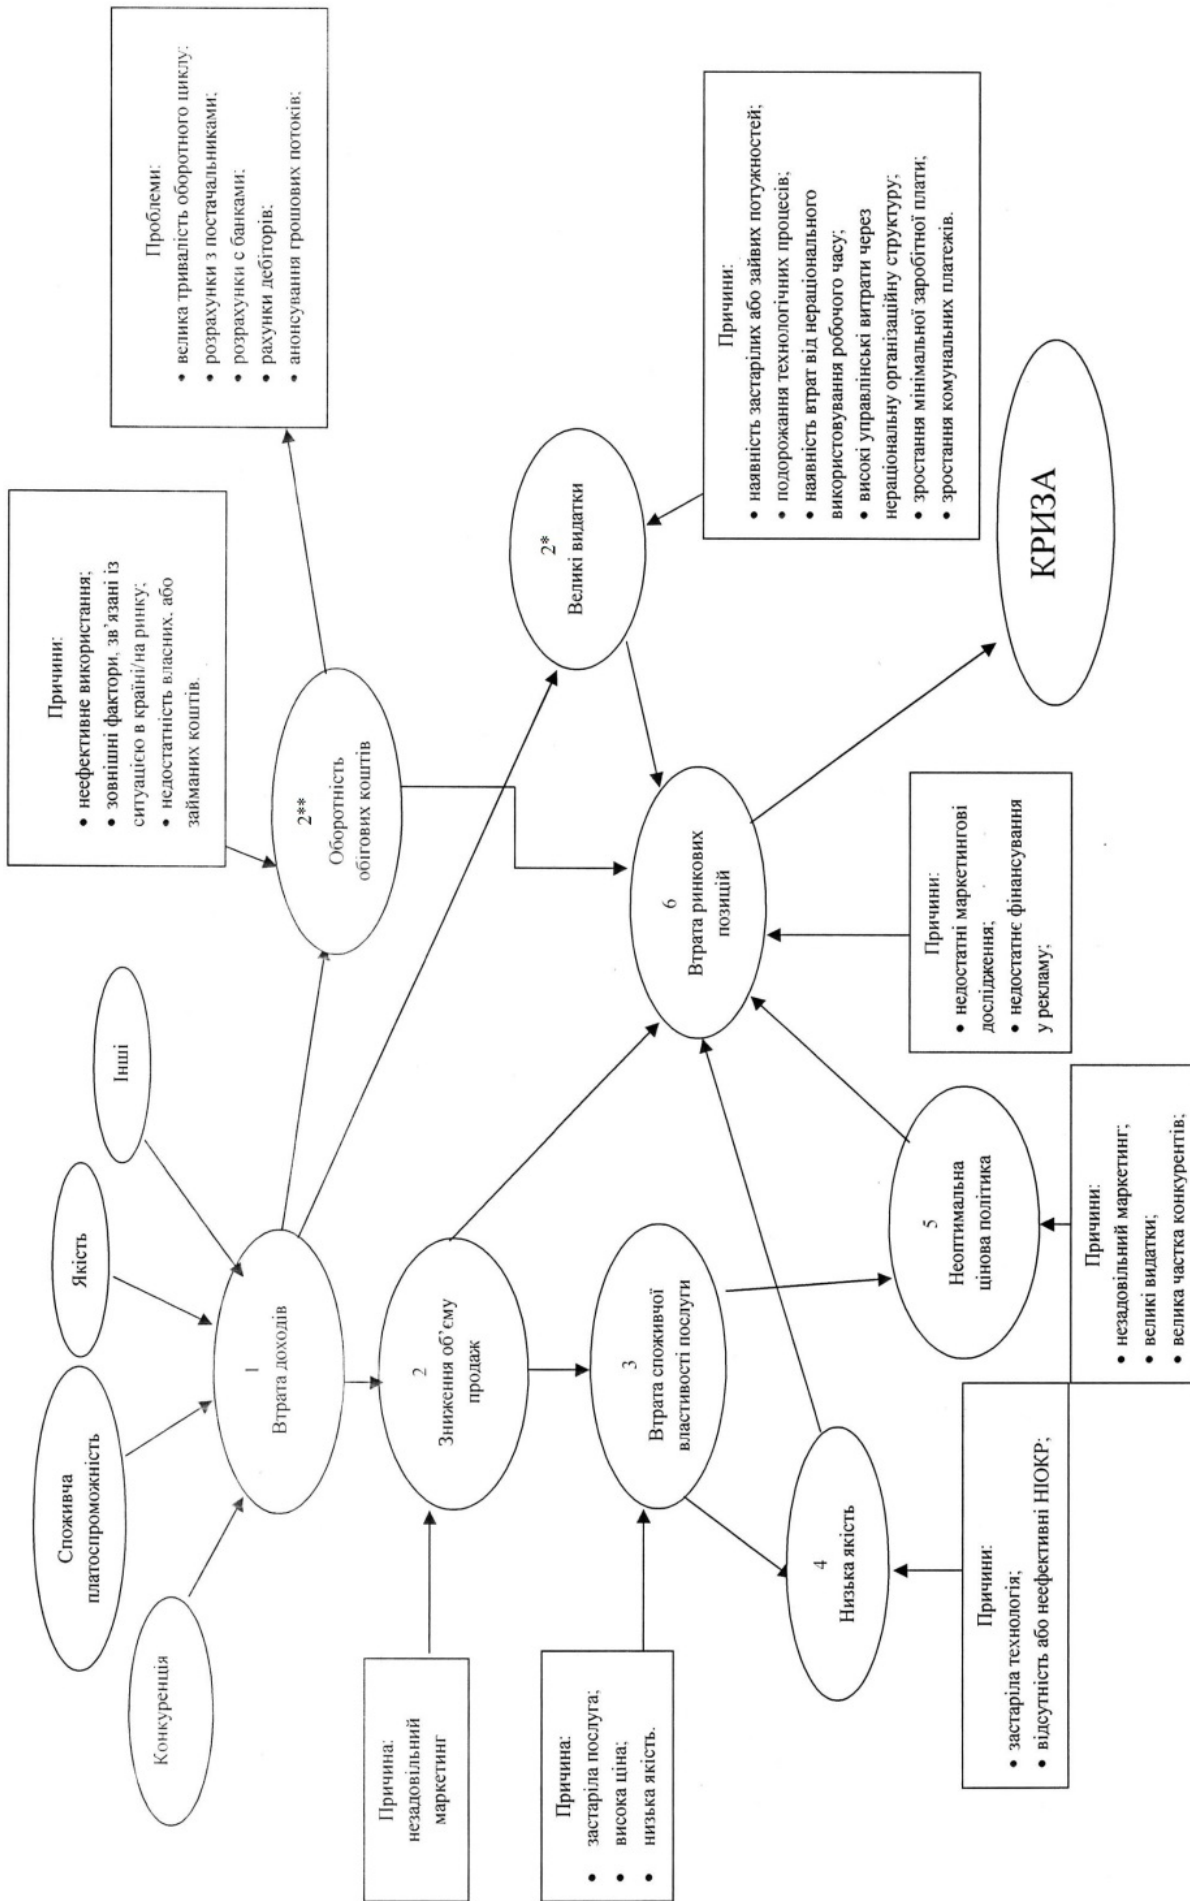 Конкуренція
Споживча
платоспроможність
Якість
Інші
1
Втрата доходів
Причини:
• неефективне використання;
• зовнішні фактори, зв'язані із
ситуацією в країні/на ринку;
• недостатність власних, або
займаних коштів.
Проблеми:
• велика тривалість оборотного циклу;
• розрахунки з постачальниками;
• розрахунки с банками;
• рахунки дебіторів;
• анонсування грошових потоків;
2**
Оборотність
обігових коштів
Причина:
незадовільний
маркетинг
2
Зниження об'єму
продаж
2*
Великі видатки
Причина:
• застаріла послуга;
• висока ціна;
• низька якість.
3
Втрата споживчої
властивості послуги
6
Втрата ринкових
позицій
Причини:
• наявність застарілих або зайвих потужностей;
• подорожання технологічних процесів;
• наявність втрат від нераціонального
використовування робочого часу;
• високі управлінські витрати через
нераціональну організаційну структуру;
• зростання мінімальної заробітної плати;
• зростання комунальних платежів.
4
Низька якість
5
Неоптимальна
цінова політика
Причини:
• недостатні маркетингові
дослідження;
• недостатнє фінансування
у рекламу;
КРИЗА
Причини:
• застаріла технологія;
• відсутність або неефективні НІОКР;
Причини:
• незадовільний маркетинг;
• великі видатки;
• велика частка конкурентів;